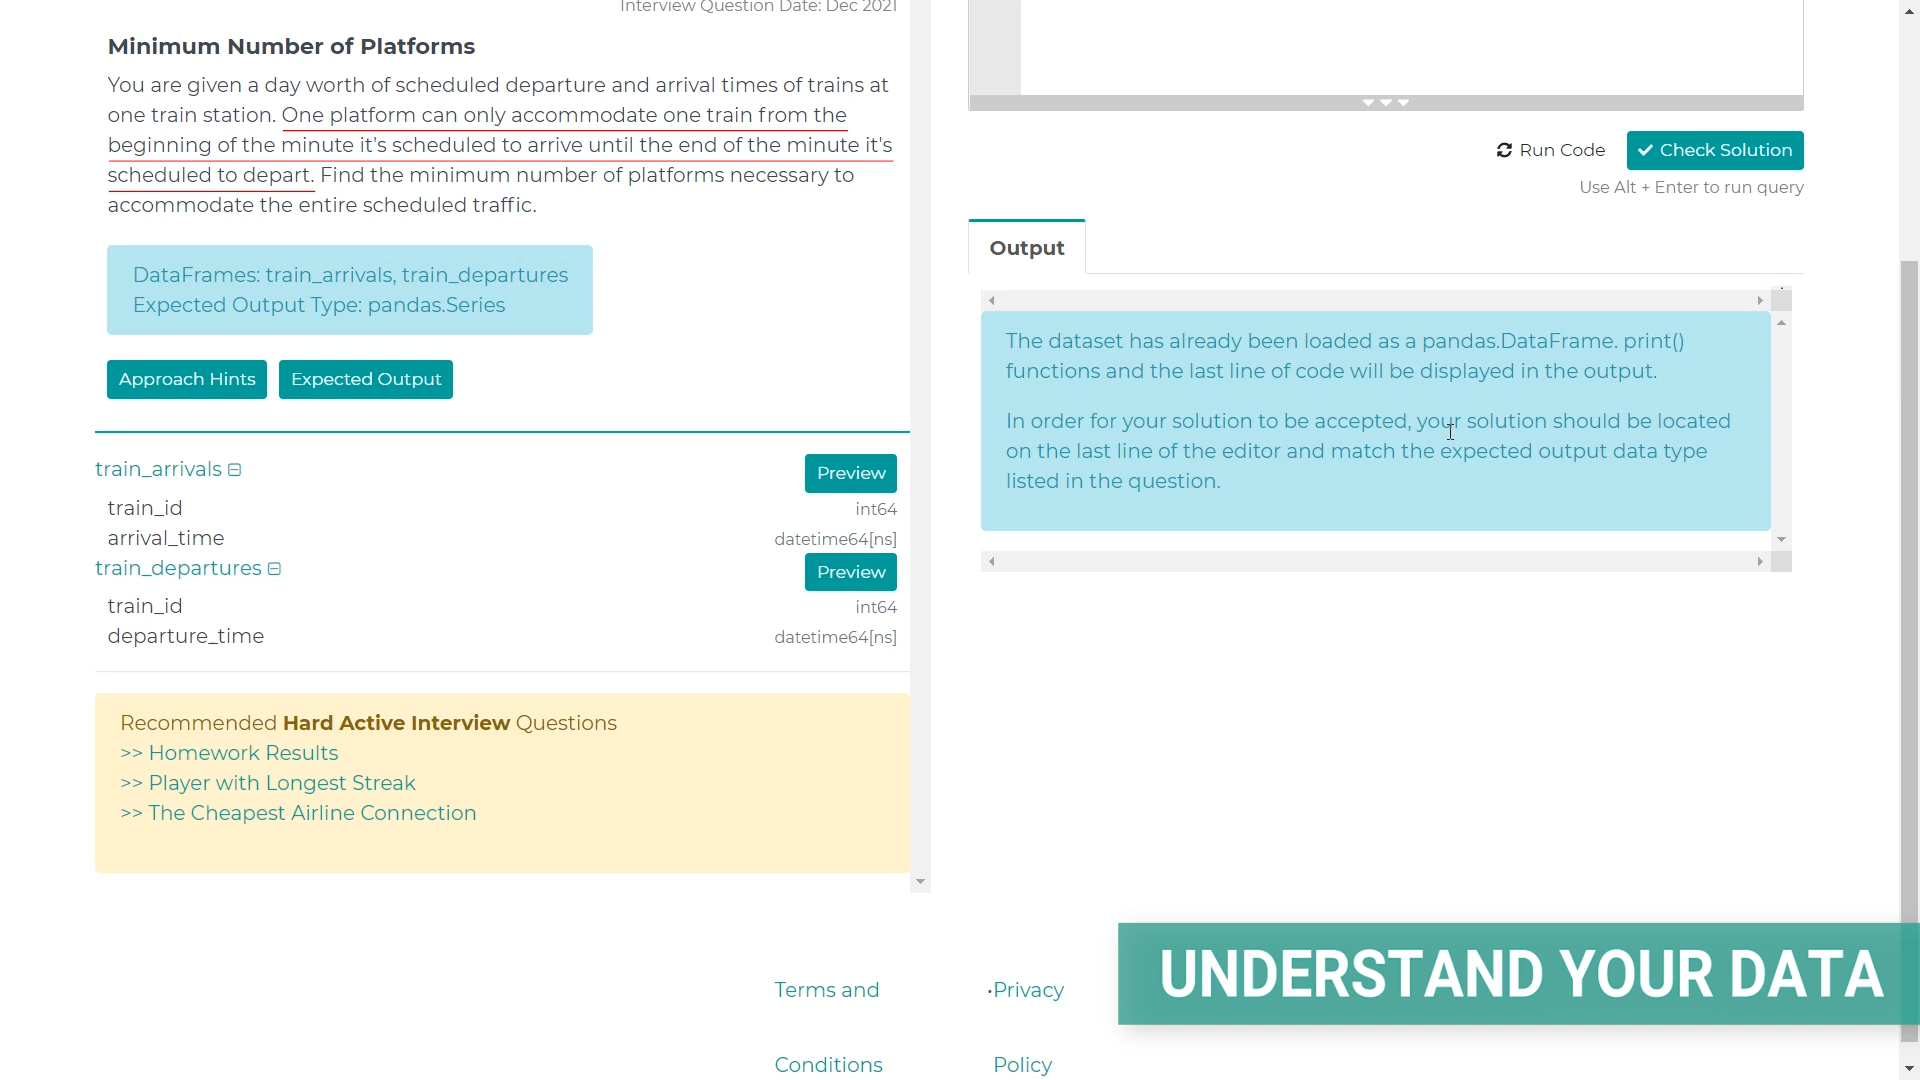 Interview Question Date: Dec 2021
Minimum Number of Platforms
You are given a day worth of scheduled departure and arrival times of trains at
one train station. One platform can only accommodate one train from the
beginning of the minute it's scheduled to arrive until the end of the minute it's
scheduled to depart. Find the minimum number of platforms necessary to
accommodate the entire scheduled traffic.
DataFrames: train_arrivals, train_departures
Expected Output Type: pandas.Series
Approach Hints
Expected Output
train_arrivals
Preview
train_id
int64
arrival_time
datetime64[ns]
train_departures
Preview
train_id
int64
departure_time
datetime64[ns]
Recommended Hard Active Interview Questions
>> Homework Results
>> Player with Longest Streak
>> The Cheapest Airline Connection
Run Code
Check Solution
Use Alt + Enter to run query
Output
The dataset has already been loaded as a pandas.DataFrame. print()
functions and the last line of code will be displayed in the output.
In order for your solution to be accepted, your solution should be located
on the last line of the editor and match the expected output data type
listed in the question.
UNDERSTAND YOUR DATA
Terms and
Conditions
·Privacy
Policy